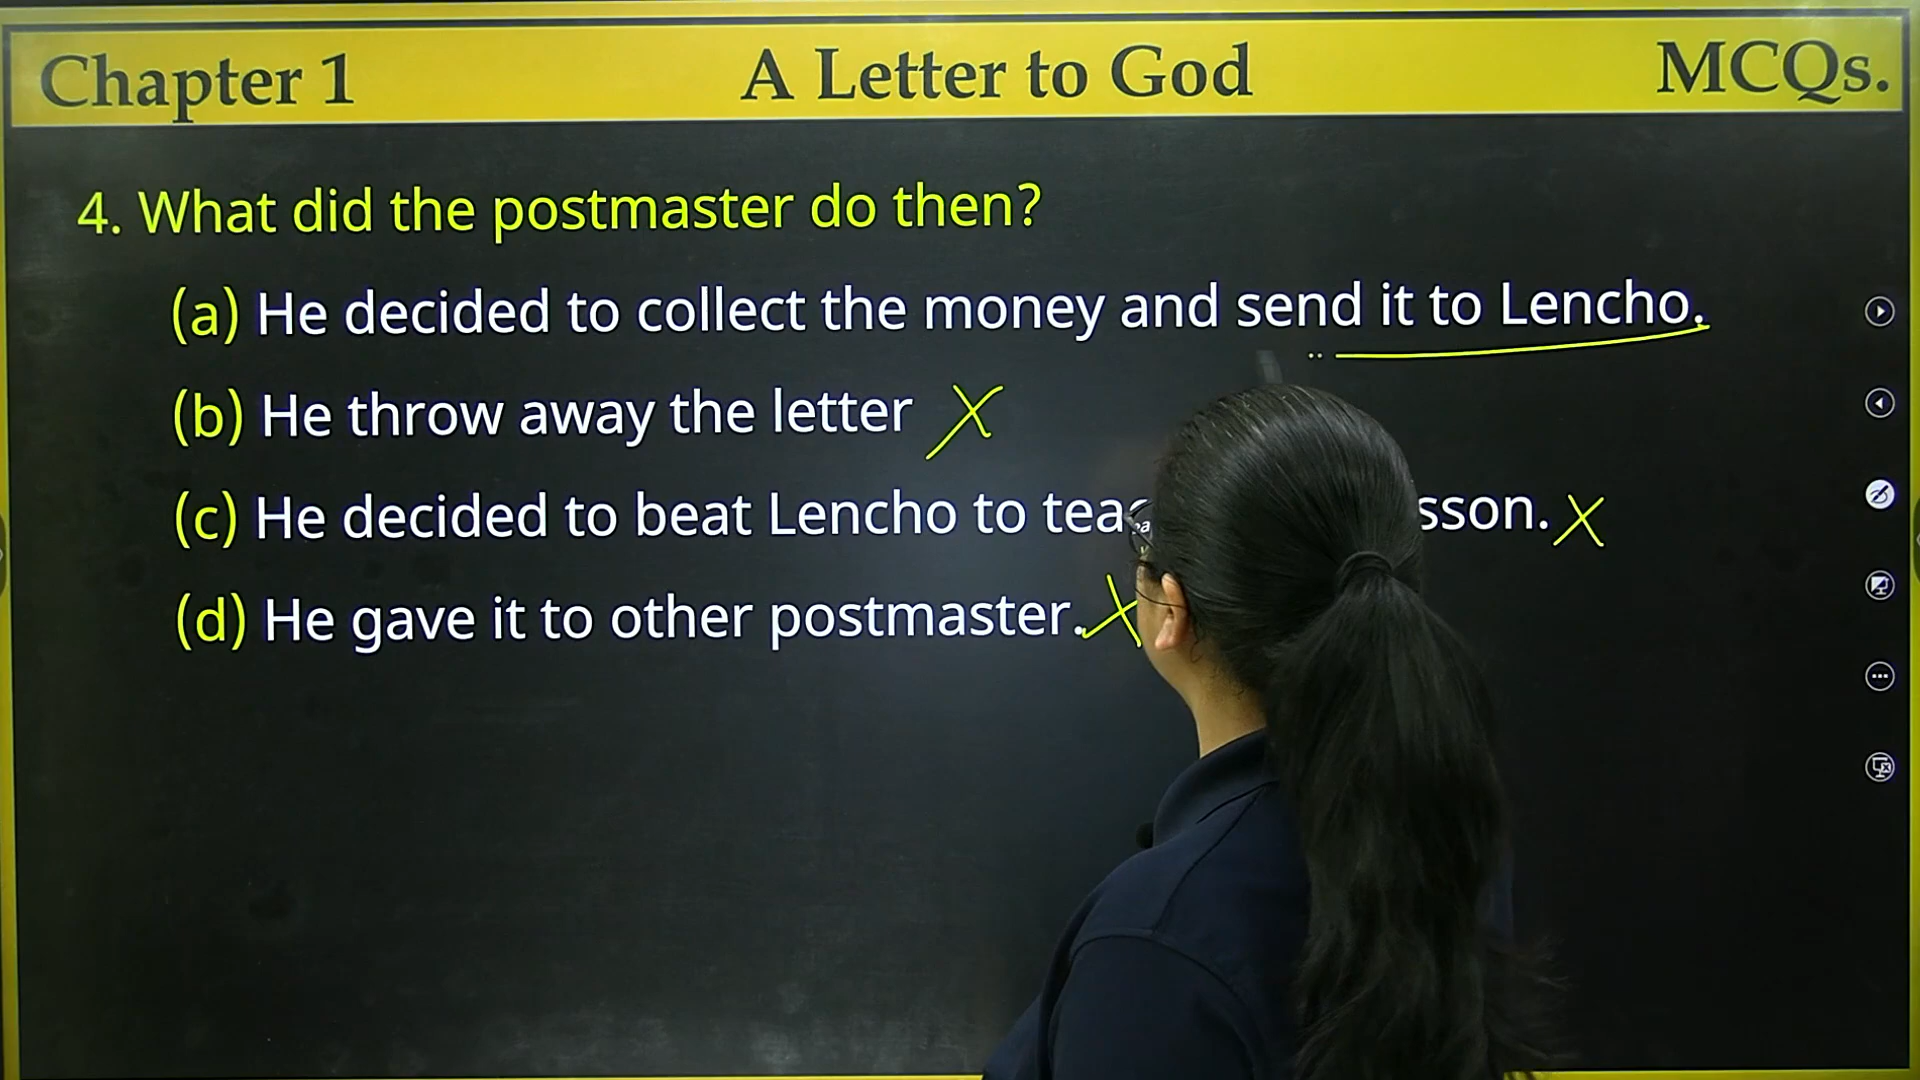 Chapter 1 A Letter to God MCQs.
4. What did the postmaster do then?
(a) He decided to collect the money and send it to Lencho.
(b) He throw away the letter X
(c) He decided to beat Lencho to X
(d) He gave it to other postmaster. X